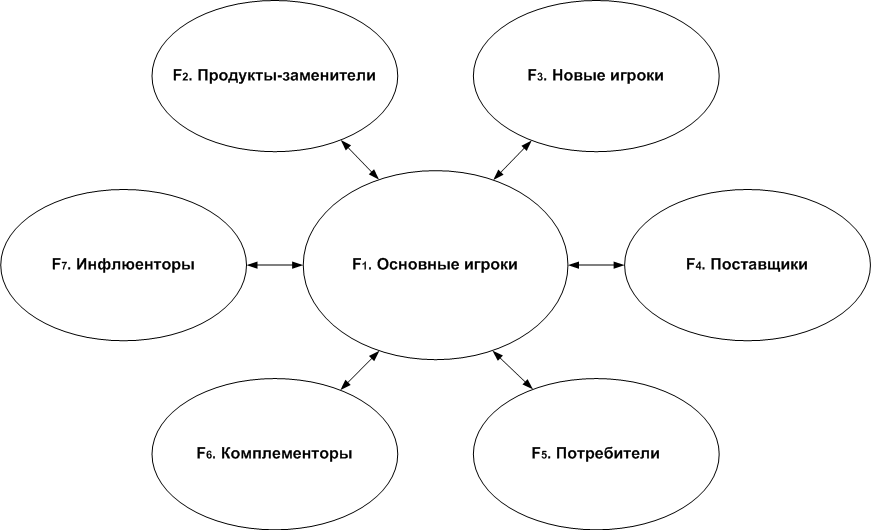 F2. Продукты-заменители
F3. Новые игроки
F7. Инфлюенторы
F1. Основные игроки
F4. Поставщики
F6. Комплементоры
F5. Потребители